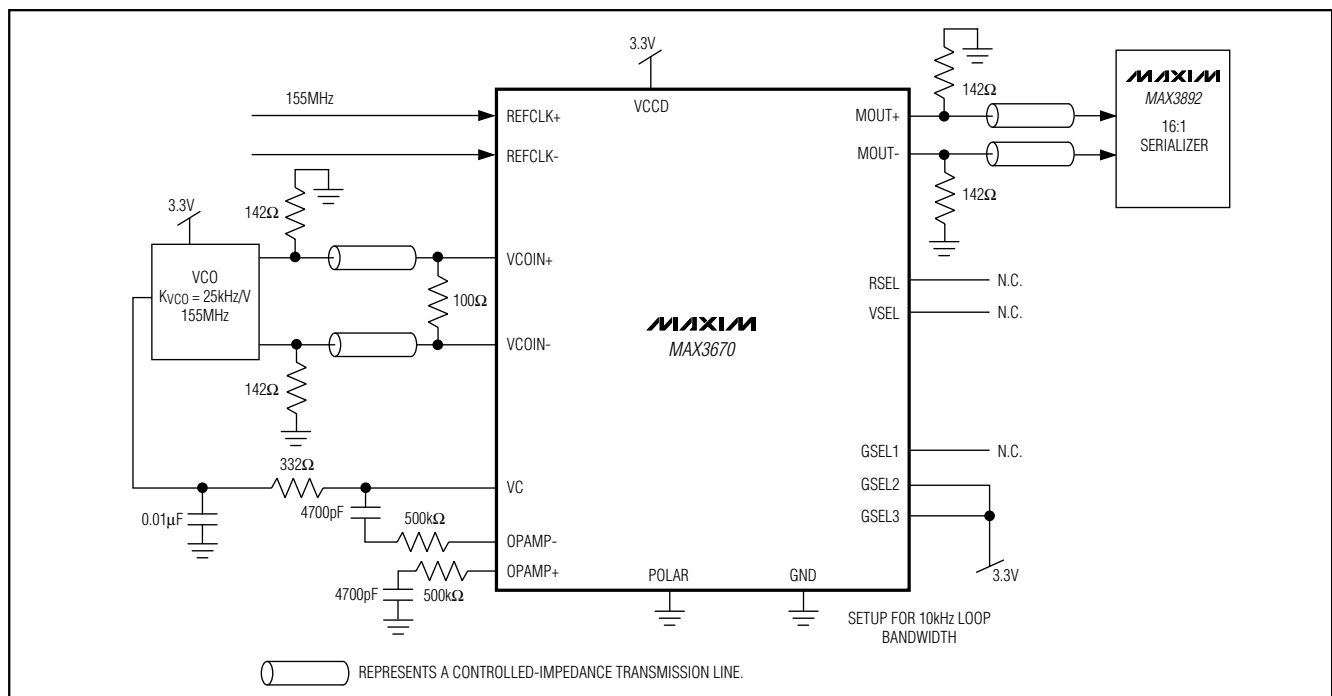 3.3V
155MHz
REFCLK+
REFCLK-
VCCD
MOUT+
MOUT-
142Ω
142Ω
MAXIM
MAX3892
16:1
SERIALIZER
3.3V
142Ω
VCO
KVCO = 25kHz/V
155MHz
142Ω
100Ω
VCOIN+
VCOIN-
MAXIM
MAX3670
RSEL
N.C.
VSEL
N.C.
GSEL1
N.C.
GSEL2
GSEL3
3.3V
332Ω
VC
0.01µF
4700pF
500kΩ
OPAMP-
OPAMP+
4700pF
500kΩ
POLAR
GND
SETUP FOR 10kHz LOOP
BANDWIDTH
REPRESENTS A CONTROLLED-IMPEDANCE TRANSMISSION LINE.